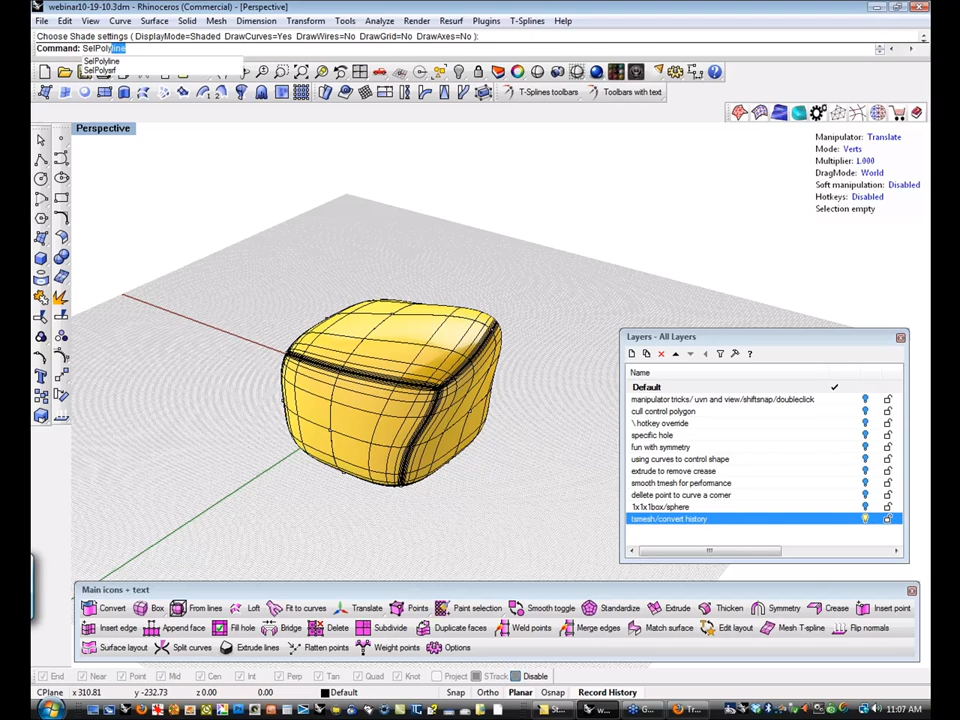 webinar10-19-10.3dm - Rhinoceros (Commercial) - [Perspective]
File Edit View Curve Surface Solid Mesh Dimension Transform Tools Analyze Render Resurf Plugins T-Splines Help
Choose Shade settings ( DisplayMode=Shaded DrawCurves=Yes DrawWires=No DrawGrid=No DrawAxes=No ):
Command: SelPolyline
SelPolyline
SelPolysrf
T-Splines toolbars Toolbars with text
Perspective
Manipulator: Translate
Mode: Verts
Multiplier: 1.000
DragMode: World
Soft manipulation: Disabled
Hotkeys: Disabled
Selection empty
Layers - All Layers
Name
Default
manipulator tricks/ uvn and view/shiftsnap/doubleclick
cull control polygon
\hotkey override
specific hole
fun with symmetry
using curves to control shape
extrude to remove crease
smooth tmesh for peformance
dellete point to curve a corner
1x1x1box/sphere
tsmesh/convert history
Main icons + text
Convert Box From lines Loft Fit to curves Translate Points Paint selection Smooth toggle Standardize Extrude Thicken Symmetry Crease Insert point
Insert edge Append face Fill hole Bridge Delete Subdivide Duplicate faces Weld points Merge edges Match surface Edit layout Mesh T-spline Flip normals
Surface layout Split curves Extrude lines Flatten points Weight points Options
End Near Point Mid Cen Int Perp Tan Quad Knot Project STrack Disable
CPlane x 310.81 y -232.73 z 0.00 0.00 Default Snap Ortho Planar Osnap Record History
St... w... G... Tr... 11:07 AM